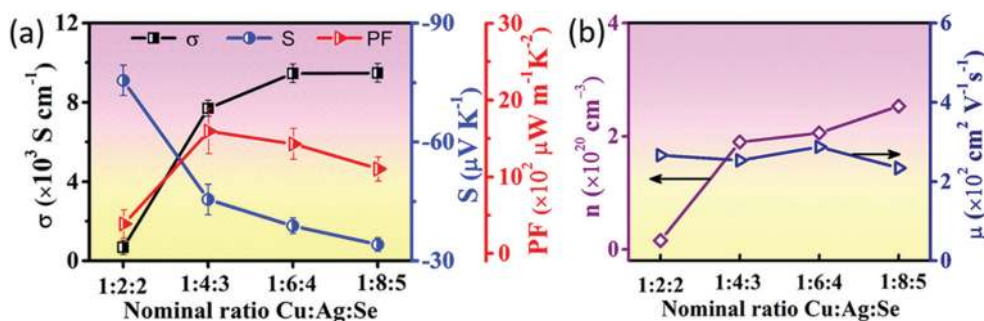 (a)
σ S PF
12
8
4
0
σ (×10³ S cm⁻¹)
1:2:2 1:4:3 1:6:4 1:8:5
Nominal ratio Cu:Ag:Se
-90
-60
-30
S (μV K⁻¹)
30
20
10
0
PF (×10² μW m⁻¹K⁻²)
(b)
4
2
0
n (×10²⁰ cm⁻³)
1:2:2 1:4:3 1:6:4 1:8:5
Nominal ratio Cu:Ag:Se
6
4
2
0
μ (×10² cm² V⁻¹s⁻¹)